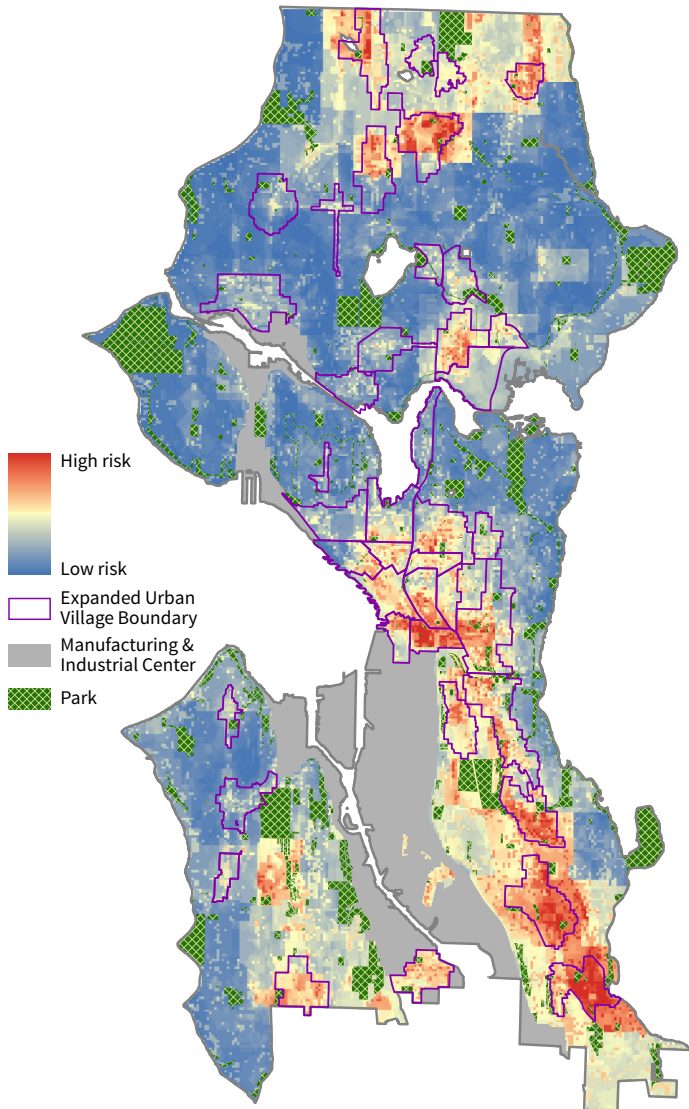 High risk
Low risk
Expanded Urban
Village Boundary
Manufacturing &
Industrial Center
Park